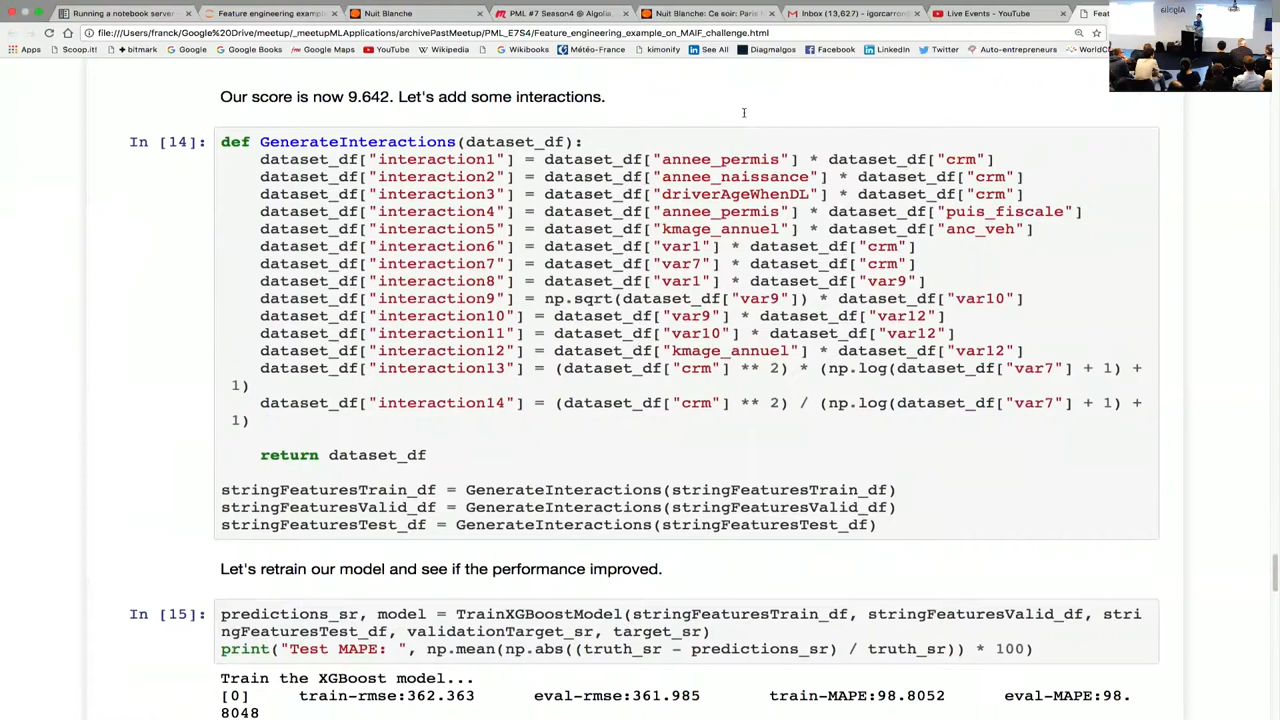 Running a notebook server
Feature engineering examp
Nuit Blanche
PML #7 Season4 @ Algolia,
Nuit Blanche: Ce soir: Paris
Inbox (13,627) - igorcarron@
Live Events - YouTube
Feat
file:///Users/franck/Google%20Drive/meetup/_meetupMLApplications/archivePastMeetup/PML_E7S4/Feature_engineering_example_on_MAIF_challenge.html
Apps Scoop.it! + bitmark Google Google Books Google Maps YouTube Wikipedia Wikibooks Météo-France kimonify See All Diagmalgos Facebook LinkedIn Twitter Auto-entrepreneurs WorldC
Our score is now 9.642. Let's add some interactions.
In [14]: def GenerateInteractions(dataset_df):
dataset_df["interaction1"] = dataset_df["annee_permis"] * dataset_df["crm"]
dataset_df["interaction2"] = dataset_df["annee_naissance"] * dataset_df["crm"]
dataset_df["interaction3"] = dataset_df["driverAgeWhenDL"] * dataset_df["crm"]
dataset_df["interaction4"] = dataset_df["annee_permis"] * dataset_df["puis_fiscale"]
dataset_df["interaction5"] = dataset_df["kmage_annuel"] * dataset_df["anc_veh"]
dataset_df["interaction6"] = dataset_df["var1"] * dataset_df["crm"]
dataset_df["interaction7"] = dataset_df["var7"] * dataset_df["crm"]
dataset_df["interaction8"] = dataset_df["var1"] * dataset_df["var9"]
dataset_df["interaction9"] = np.sqrt(dataset_df["var9"]) * dataset_df["var10"]
dataset_df["interaction10"] = dataset_df["var9"] * dataset_df["var12"]
dataset_df["interaction11"] = dataset_df["var10"] * dataset_df["var12"]
dataset_df["interaction12"] = dataset_df["kmage_annuel"] * dataset_df["var12"]
dataset_df["interaction13"] = (dataset_df["crm"] ** 2) * (np.log(dataset_df["var7"] + 1) +
1)
dataset_df["interaction14"] = (dataset_df["crm"] ** 2) / (np.log(dataset_df["var7"] + 1) +
1)
return dataset_df
stringFeaturesTrain_df = GenerateInteractions(stringFeaturesTrain_df)
stringFeaturesValid_df = GenerateInteractions(stringFeaturesValid_df)
stringFeaturesTest_df = GenerateInteractions(stringFeaturesTest_df)
Let's retrain our model and see if the performance improved.
In [15]: predictions_sr, model = TrainXGBoostModel(stringFeaturesTrain_df, stringFeaturesValid_df, stri
ngFeaturesTest_df, validationTarget_sr, target_sr)
print("Test MAPE: ", np.mean(np.abs((truth_sr - predictions_sr) / truth_sr)) * 100)
Train the XGBoost model...
[0] train-rmse:362.363 eval-rmse:361.985 train-MAPE:98.8052 eval-MAPE:98.
8048